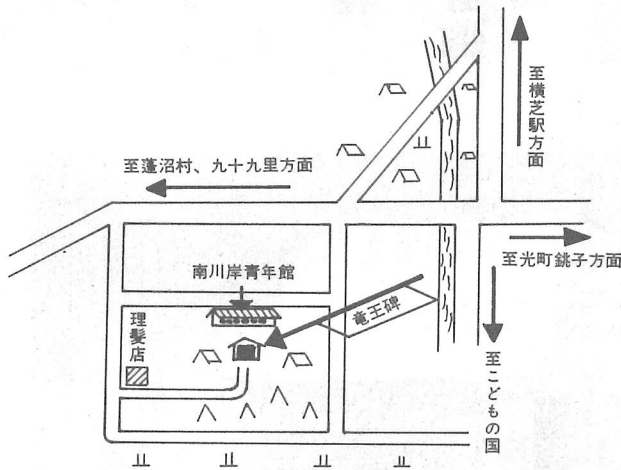 至横芝駅方面
至蓬沼村、九十九里方面
至光町銚子方面
南川岸青年館
竜王碑
理髪店
至こどもの国